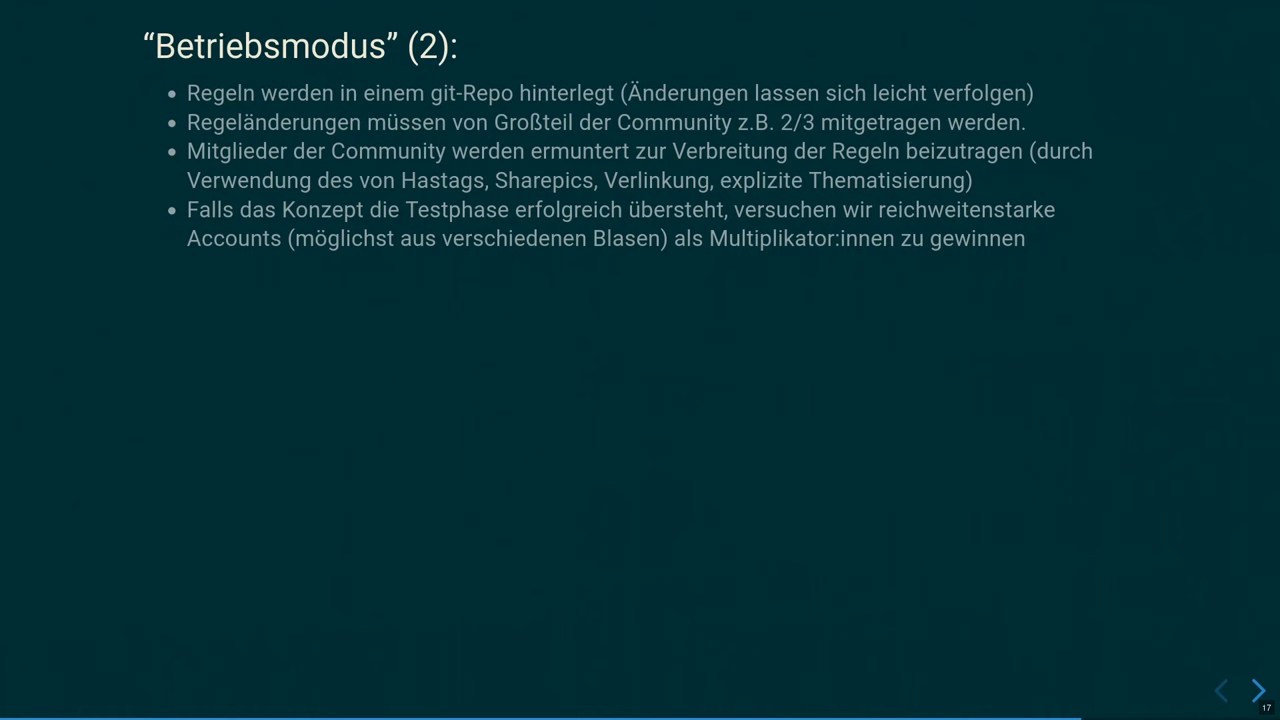 “Betriebsmodus” (2):
• Regeln werden in einem git-Repo hinterlegt (Änderungen lassen sich leicht verfolgen)
• Regeländerungen müssen von Großteil der Community z.B. 2/3 mitgetragen werden.
• Mitglieder der Community werden ermuntert zur Verbreitung der Regeln beizutragen (durch
Verwendung des von Hastags, Sharepics, Verlinkung, explizite Thematisierung)
• Falls das Konzept die Testphase erfolgreich übersteht, versuchen wir reichweitenstarke
Accounts (möglichst aus verschiedenen Blasen) als Multiplikator:innen zu gewinnen
17